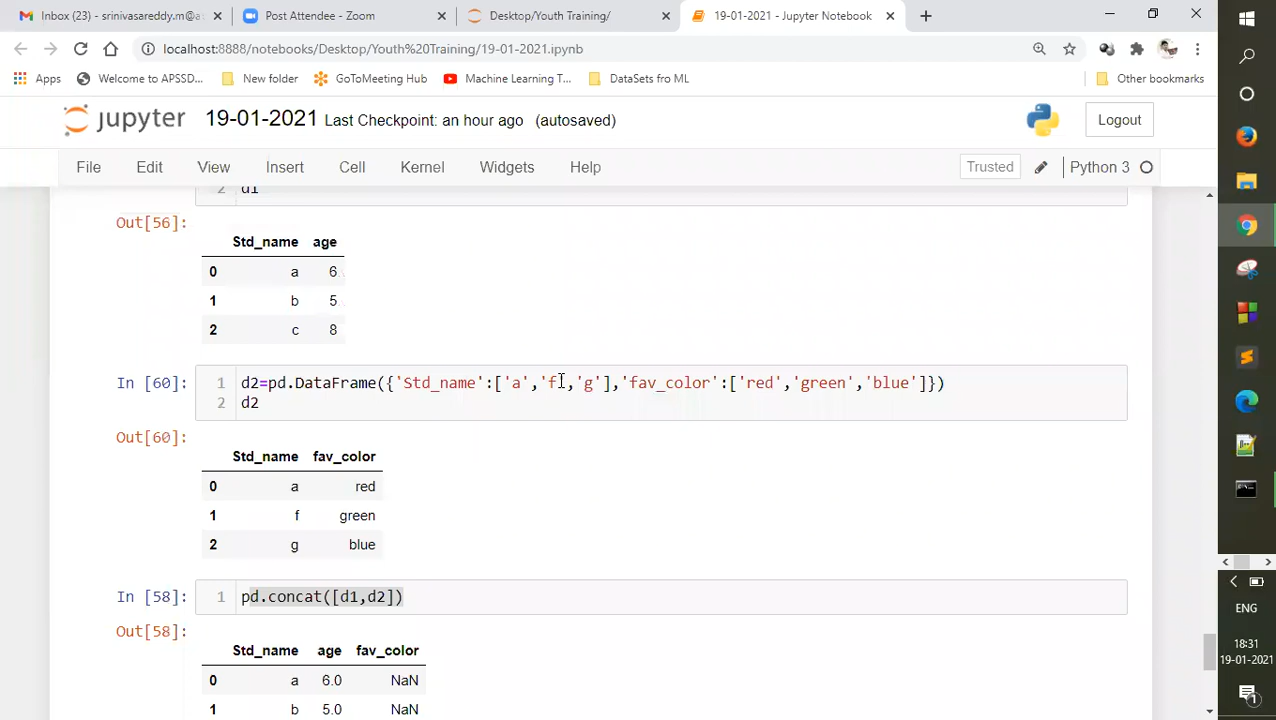 Inbox (23) - srinivasareddy.m@a
Post Attendee - Zoom
Desktop/Youth Training/
19-01-2021 - Jupyter Notebook
localhost:8888/notebooks/Desktop/Youth%20Training/19-01-2021.ipynb
Apps
Welcome to APSSD...
New folder
GoToMeeting Hub
Machine Learning T...
DataSets fro ML
Other bookmarks
jupyter 19-01-2021 Last Checkpoint: an hour ago (autosaved)
Logout
File Edit View Insert Cell Kernel Widgets Help
Trusted
Python 3
2 d1
Out[56]:
Std_name age
0 a 6
1 b 5
2 c 8
In [60]:
1 d2=pd.DataFrame({'Std_name':['a','f','g'],'fav_color':['red','green','blue']})
2 d2
Out[60]:
Std_name fav_color
0 a red
1 f green
2 g blue
In [58]:
1 pd.concat([d1,d2])
Out[58]:
Std_name age fav_color
0 a 6.0 NaN
1 b 5.0 NaN
ENG
18:31
19-01-2021
1